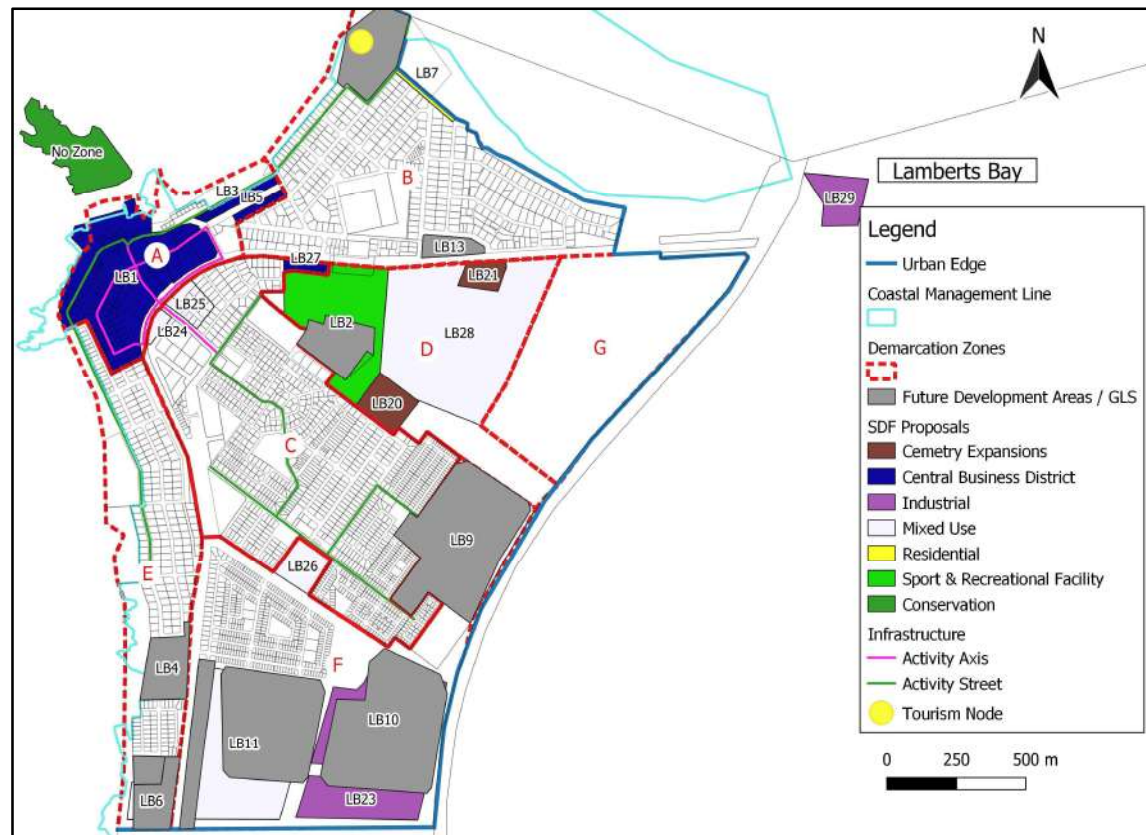 N
Lamberts Bay
LB7
No Zone
LB3
LB5
B
LB29
A
LB1
LB13
LB27
LB21
LB25
LB24
LB2
LB28
D
G
LB20
C
LB9
LB26
E
F
LB4
LB10
LB11
LB6
LB23
Legend
Urban Edge
Coastal Management Line
Demarcation Zones
Future Development Areas / GLS
SDF Proposals
Cemetry Expansions
Central Business District
Industrial
Mixed Use
Residential
Sport & Recreational Facility
Conservation
Infrastructure
Activity Axis
Activity Street
Tourism Node
0 250 500 m